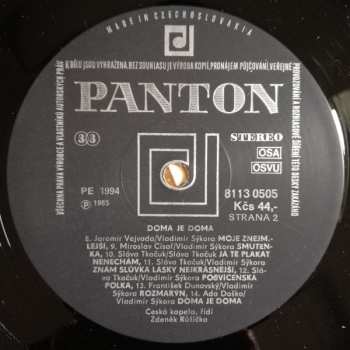 MADE IN CZECHOSLOVAKIA
VŠECHNA PRÁVA VÝROBCE A VLASTNÍKŮ AUTORSKÝCH PRÁV
K DÍLU JSOU VYHRAŽENA. BEZ SOUHLASU JE VÝROBA KOPIÍ, PRONÁJEM PŮJČOVÁNÍ, VEŘEJNÉ
PROVOZOVÁNÍ A ROZHLASOVÉ ŠÍŘENÍ TÉTO DESKY ZAKÁZÁNO
PANTON
33
STEREO
OSA
OSVU
PE 1994
Ⓟ 1985
8113 0505
Kčs 44,-
STRANA 2
DOMA JE DOMA
8. Jaromír Vejvoda/Vladimír Sýkora MOJE ZNEJM.-
LEJŠÍ, 9. Miroslav Císař/Vladimír Sýkora SMUTEN-
KA, 10. Sláva Tkačuk/Sláva Tkačuk JÁ TĚ PLAKAT
NENECHÁM, 11. Sláva Tkačuk/Vladimír Sýkora
ZNÁM SLŮVKA LÁSKY NEJKRÁSNĚJŠÍ, 12. Slá-
va Tkačuk/Vladimír Sýkora POBVICENSKÁ
POLKA, 13. František Dunovský/Vladimír
Sýkora ROZMARÝN, 14. Ada Doško/
Vladimír Sýkora DOMA JE DOMA
Česká kapela, řídí
Zdeněk Růžička